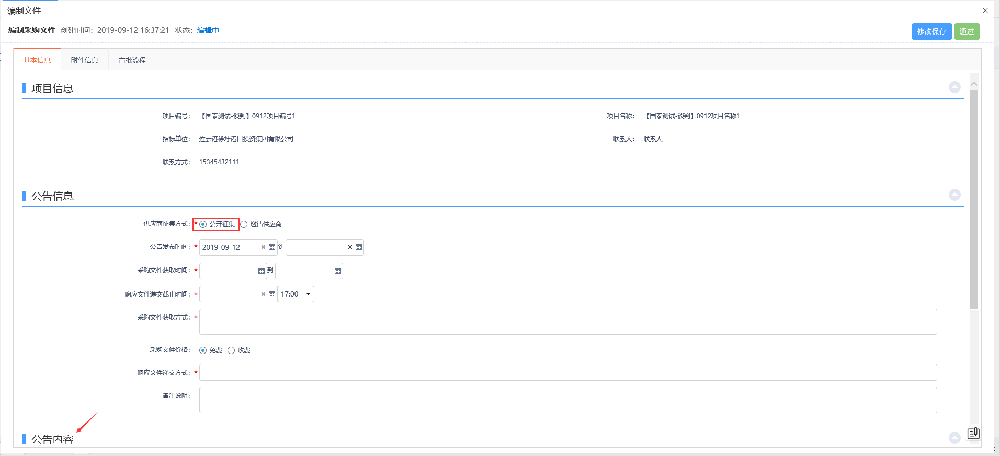 编制文件
编制采购文件 创建时间：2019-09-12 16:37:21 状态：编辑中
修改保存 通过
基本信息 附件信息 审批流程
项目信息
项目编号： 【国泰测试-谈判】0912项目编号1 项目名称： 【国泰测试-谈判】0912项目名称1
招标单位： 连云港徐圩港口投资集团有限公司 联系人： 联系人
联系方式： 15345432111
公告信息
供应商征集方式：* 公开征集 邀请供应商
公告发布时间：* 2019-09-12 到
采购文件获取时间：* 到
响应文件递交截止时间：* 17:00
采购文件获取方式：*
采购文件价格： 免费 收费
响应文件递交方式：*
备注说明：
公告内容